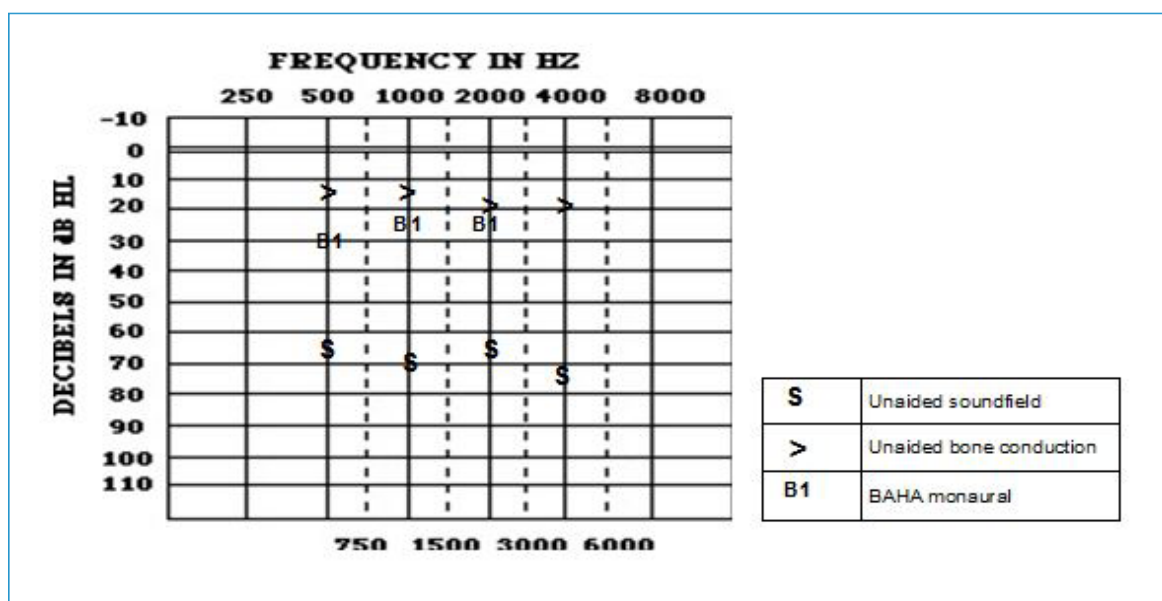 FREQUENCY IN HZ
250 500 1000 2000 4000 8000
DECIBELS IN dB HL
-10
0
10
20
30
40
50
60
70
80
90
100
110
> > > >
B1 B1 B1
S S S S
750 1500 3000 6000
S Unaided soundfield
> Unaided bone conduction
B1 BAHA monaural